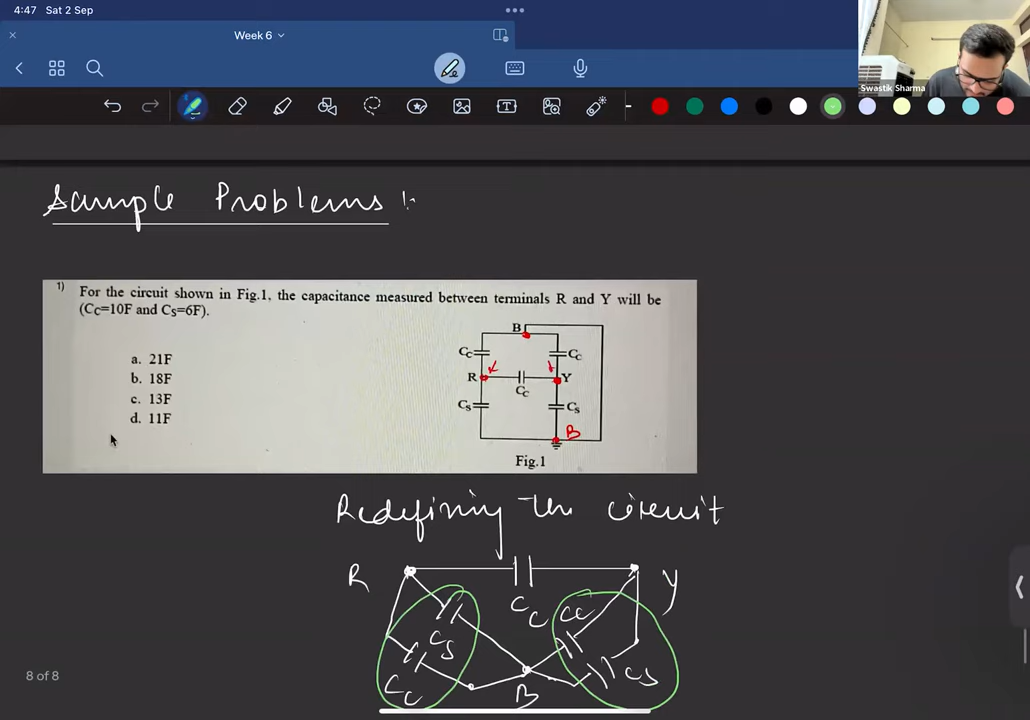 4:47 Sat 2 Sep
Week 6
Swastik Sharma
Sample Problems
1) For the circuit shown in Fig.1, the capacitance measured between terminals R and Y will be
(Cc=10F and Cs=6F).
a. 21F
b. 18F
c. 13F
d. 11F
B
Cc
Cc
R
Y
Cc
Cs
Cs
B
Fig.1
Redefining the circuit
R
Y
Cc
Cc
Cs
Cs
Cc
B
8 of 8